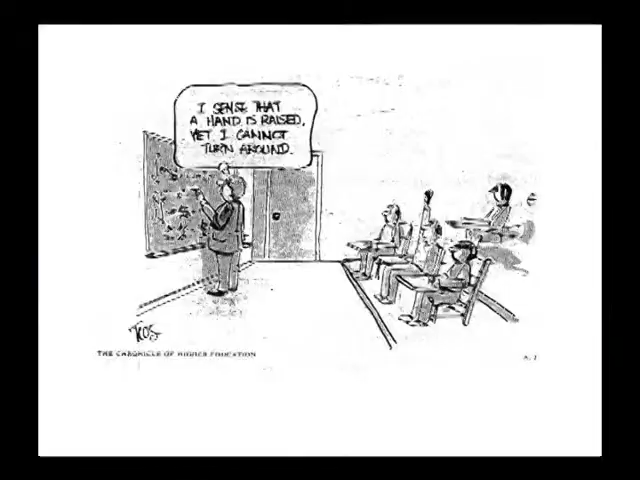 I SENSE THAT
A HAND IS RAISED,
YET I CANNOT
TURN AROUND.
THE CHRONICLE OF HIGHER EDUCATION